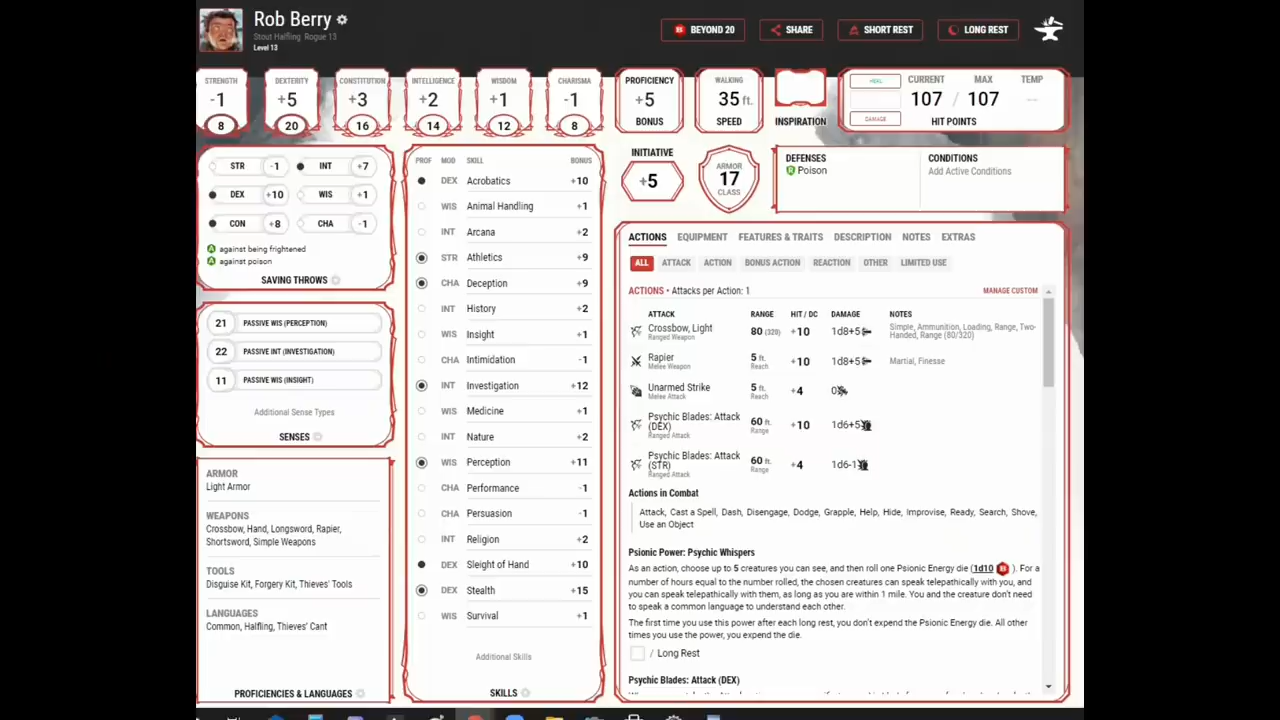 Rob Berry
Stout Halfling Rogue 13
Level 13
BEYOND 20
SHARE
SHORT REST
LONG REST
STRENGTH
-1
8
DEXTERITY
+5
20
CONSTITUTION
+3
16
INTELLIGENCE
+2
14
WISDOM
+1
12
CHARISMA
-1
8
PROFICIENCY
+5
BONUS
WALKING
35 ft.
SPEED
INSPIRATION
HEAL
DAMAGE
CURRENT MAX TEMP
107 / 107 --
HIT POINTS
STR -1 INT +7
DEX +10 WIS +1
CON +8 CHA -1
against being frightened
against poison
SAVING THROWS
21 PASSIVE WIS (PERCEPTION)
22 PASSIVE INT (INVESTIGATION)
11 PASSIVE WIS (INSIGHT)
Additional Sense Types
SENSES
ARMOR
Light Armor
WEAPONS
Crossbow, Hand, Longsword, Rapier,
Shortsword, Simple Weapons
TOOLS
Disguise Kit, Forgery Kit, Thieves' Tools
LANGUAGES
Common, Halfling, Thieves' Cant
PROFICIENCIES & LANGUAGES
PROF MOD SKILL BONUS
DEX Acrobatics +10
WIS Animal Handling +1
INT Arcana +2
STR Athletics +9
CHA Deception +9
INT History +2
WIS Insight +1
CHA Intimidation -1
INT Investigation +12
WIS Medicine +1
INT Nature +2
WIS Perception +11
CHA Performance -1
CHA Persuasion -1
INT Religion +2
DEX Sleight of Hand +10
DEX Stealth +15
WIS Survival +1
Additional Skills
SKILLS
INITIATIVE
+5
ARMOR
17
CLASS
DEFENSES
R Poison
CONDITIONS
Add Active Conditions
ACTIONS EQUIPMENT FEATURES & TRAITS DESCRIPTION NOTES EXTRAS
ALL ATTACK ACTION BONUS ACTION REACTION OTHER LIMITED USE
ACTIONS • Attacks per Action: 1 MANAGE CUSTOM
ATTACK RANGE HIT / DC DAMAGE NOTES
Crossbow, Light 80 (320) +10 1d8+5 Simple, Ammunition, Loading, Range, Two-
Ranged Weapon Handed, Range (80/320)
Rapier 5 ft. +10 1d8+5 Martial, Finesse
Melee Weapon Reach
Unarmed Strike 5 ft. +4 0
Melee Attack Reach
Psychic Blades: Attack 60 ft. +10 1d6+5
(DEX) Range
Ranged Attack
Psychic Blades: Attack 60 ft. +4 1d6-1
(STR) Range
Ranged Attack
Actions in Combat
Attack, Cast a Spell, Dash, Disengage, Dodge, Grapple, Help, Hide, Improvise, Ready, Search, Shove,
Use an Object
Psionic Power: Psychic Whispers
As an action, choose up to 5 creatures you can see, and then roll one Psionic Energy die (1d10 ). For a
number of hours equal to the number rolled, the chosen creatures can speak telepathically with you, and
you can speak telepathically with them, as long as you are within 1 mile. You and the creature don't need
to speak a common language to understand each other.
The first time you use this power after each long rest, you don't expend the Psionic Energy die. All other
times you use the power, you expend the die.
/ Long Rest
Psychic Blades: Attack (DEX)